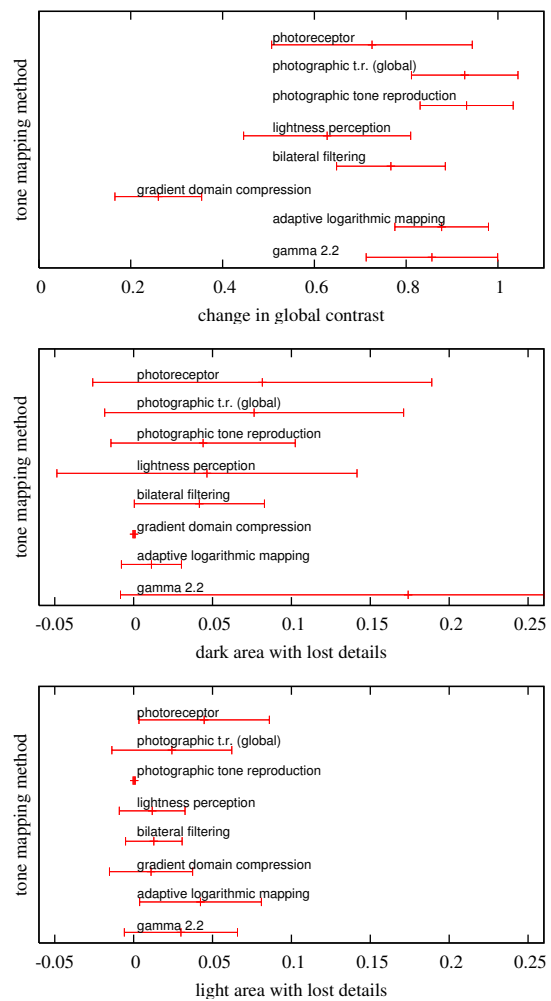 tone mapping method
photoreceptor
photographic t.r. (global)
photographic tone reproduction
lightness perception
bilateral filtering
gradient domain compression
adaptive logarithmic mapping
gamma 2.2
0 0.2 0.4 0.6 0.8 1
change in global contrast
tone mapping method
photoreceptor
photographic t.r. (global)
photographic tone reproduction
lightness perception
bilateral filtering
gradient domain compression
adaptive logarithmic mapping
gamma 2.2
-0.05 0 0.05 0.1 0.15 0.2 0.25
dark area with lost details
tone mapping method
photoreceptor
photographic t.r. (global)
photographic tone reproduction
lightness perception
bilateral filtering
gradient domain compression
adaptive logarithmic mapping
gamma 2.2
-0.05 0 0.05 0.1 0.15 0.2 0.25
light area with lost details